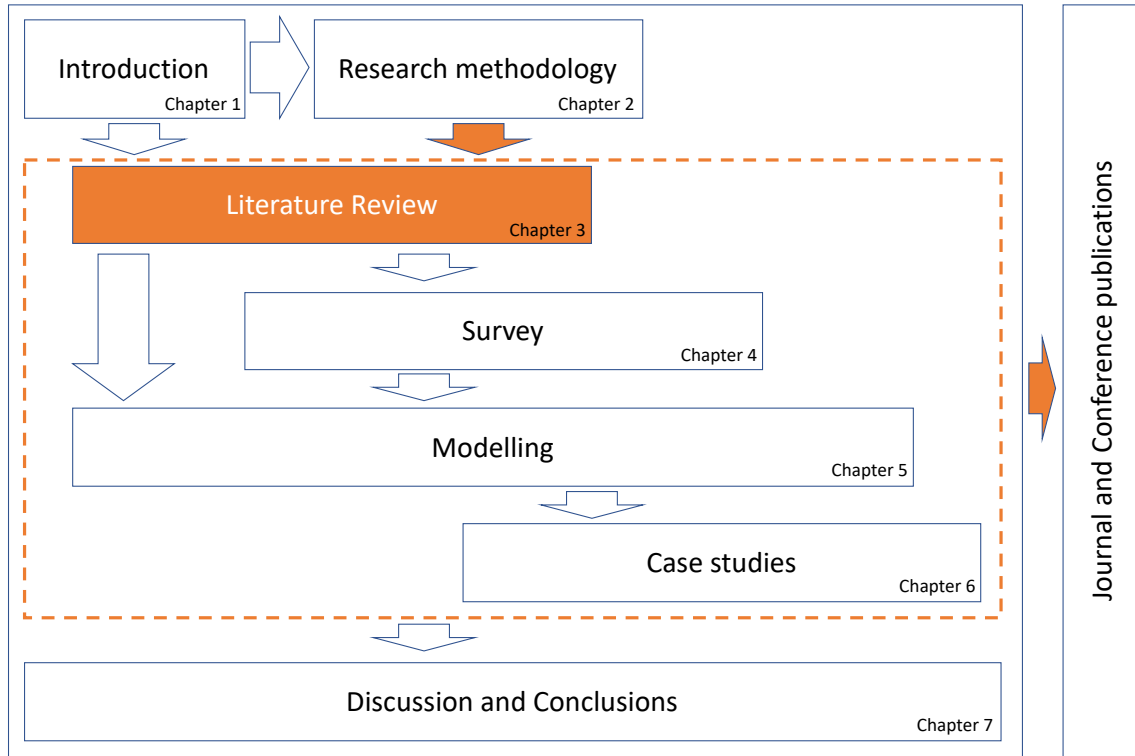 Introduction
Chapter 1
Research methodology
Chapter 2
Literature Review
Chapter 3
Survey
Chapter 4
Modelling
Chapter 5
Case studies
Chapter 6
Discussion and Conclusions
Chapter 7
Journal and Conference publications